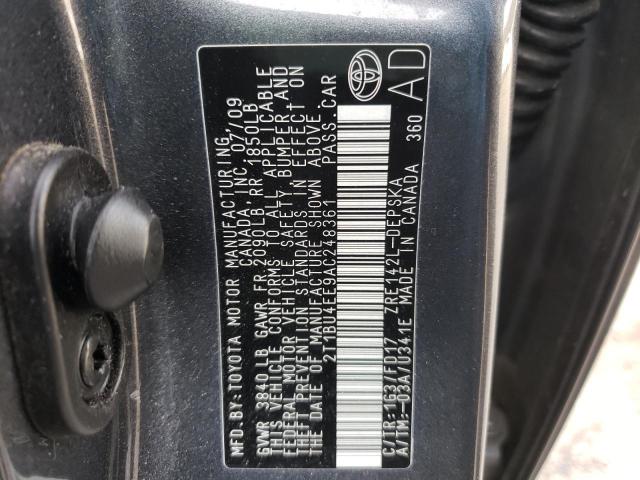 MFD.BY:TOYOTA MOTOR MANUFACTURING,
CANADA, INC. 07/09
GVWR 3840LB GAWR FR 2090LB RR 1850LB
THIS VEHICLE CONFORMS TO ALL APPLICABLE
FEDERAL MOTOR VEHICLE SAFETY BUMPER,AND
THEFT PREVENTION STANDARDS IN EFFECT ON
THE DATE OF MANUFACTURE SHOWN ABOVE.
2T1BU4EE9AC248361 PASS.CAR
C/TR:1G3/FD17 ZRE142L-DEPSKA
A/TM:-03A/U341E MADE IN CANADA 360
AD